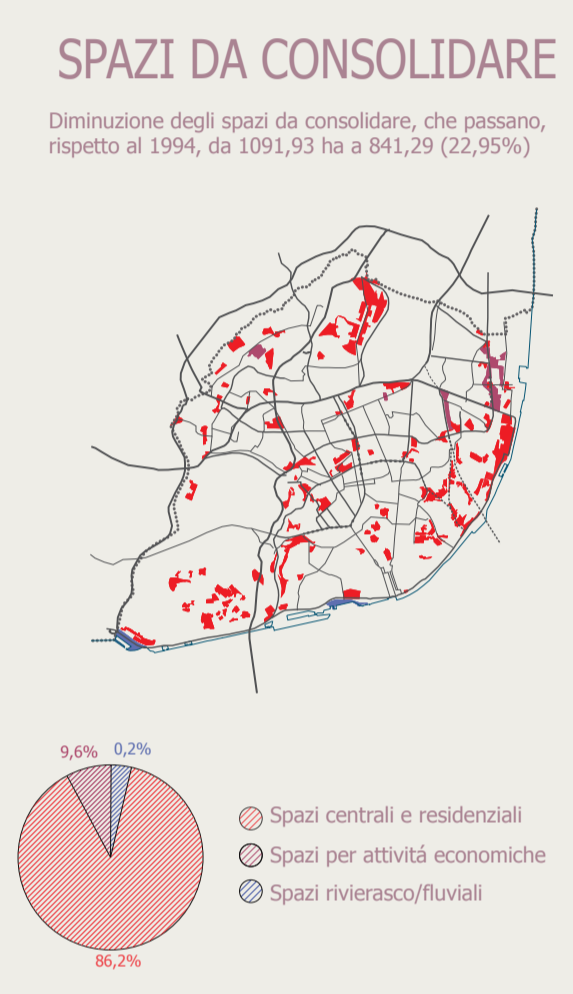 SPAZI DA CONSOLIDARE
Diminuzione degli spazi da consolidare, che passano,
rispetto al 1994, da 1091,93 ha a 841,29 (22,95%)
9,6%
0,2%
86,2%
Spazi centrali e residenziali
Spazi per attivitá economiche
Spazi rivierasco/fluviali